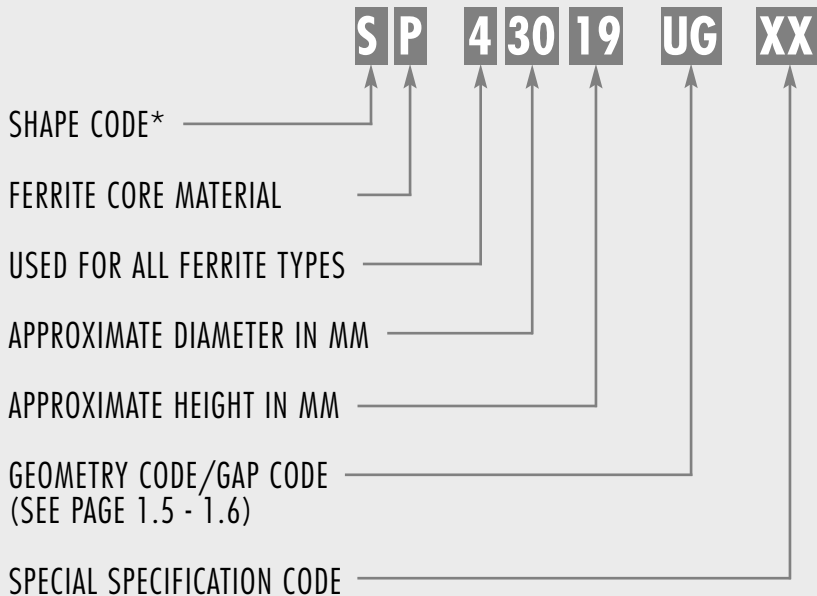 S P 4 30 19 UG XX
SHAPE CODE*
FERRITE CORE MATERIAL
USED FOR ALL FERRITE TYPES
APPROXIMATE DIAMETER IN MM
APPROXIMATE HEIGHT IN MM
GEOMETRY CODE/GAP CODE
(SEE PAGE 1.5 - 1.6)
SPECIAL SPECIFICATION CODE